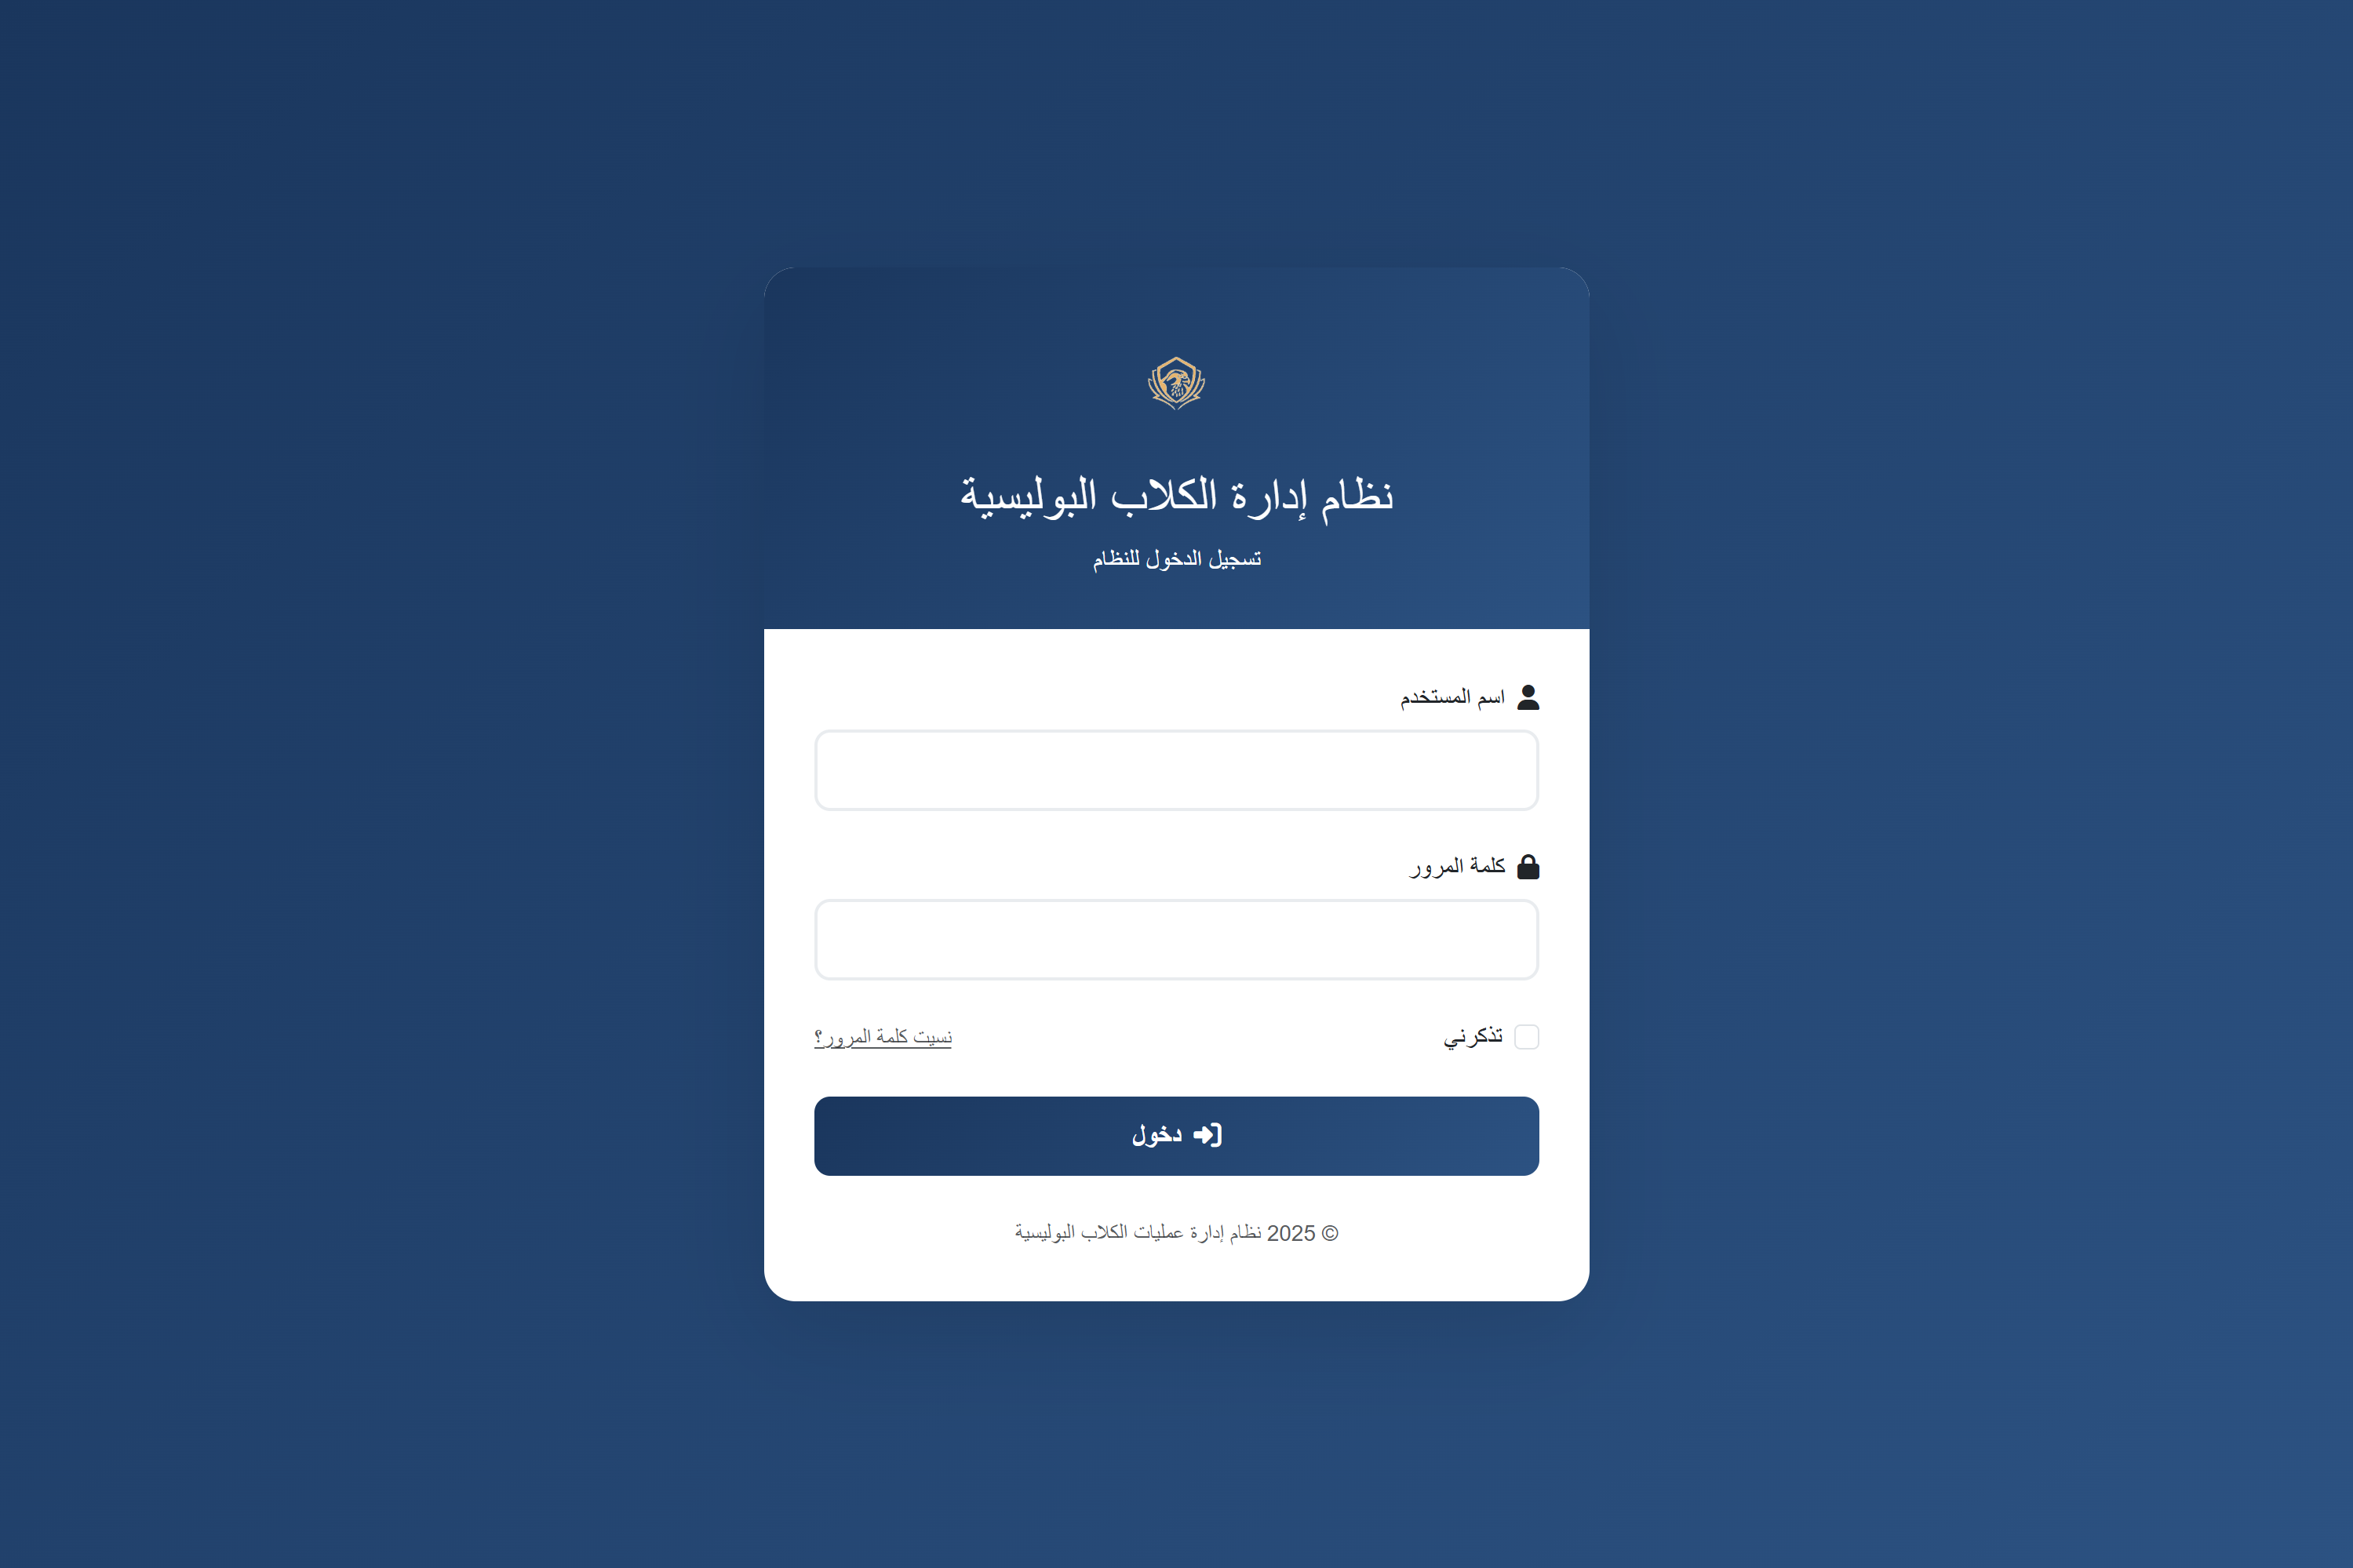 نظام إدارة الكلاب البوليسية
تسجيل الدخول للنظام
اسم المستخدم
كلمة المرور
تذكرني
نسيت كلمة المرور؟
دخول
© 2025 نظام إدارة عمليات الكلاب البوليسية